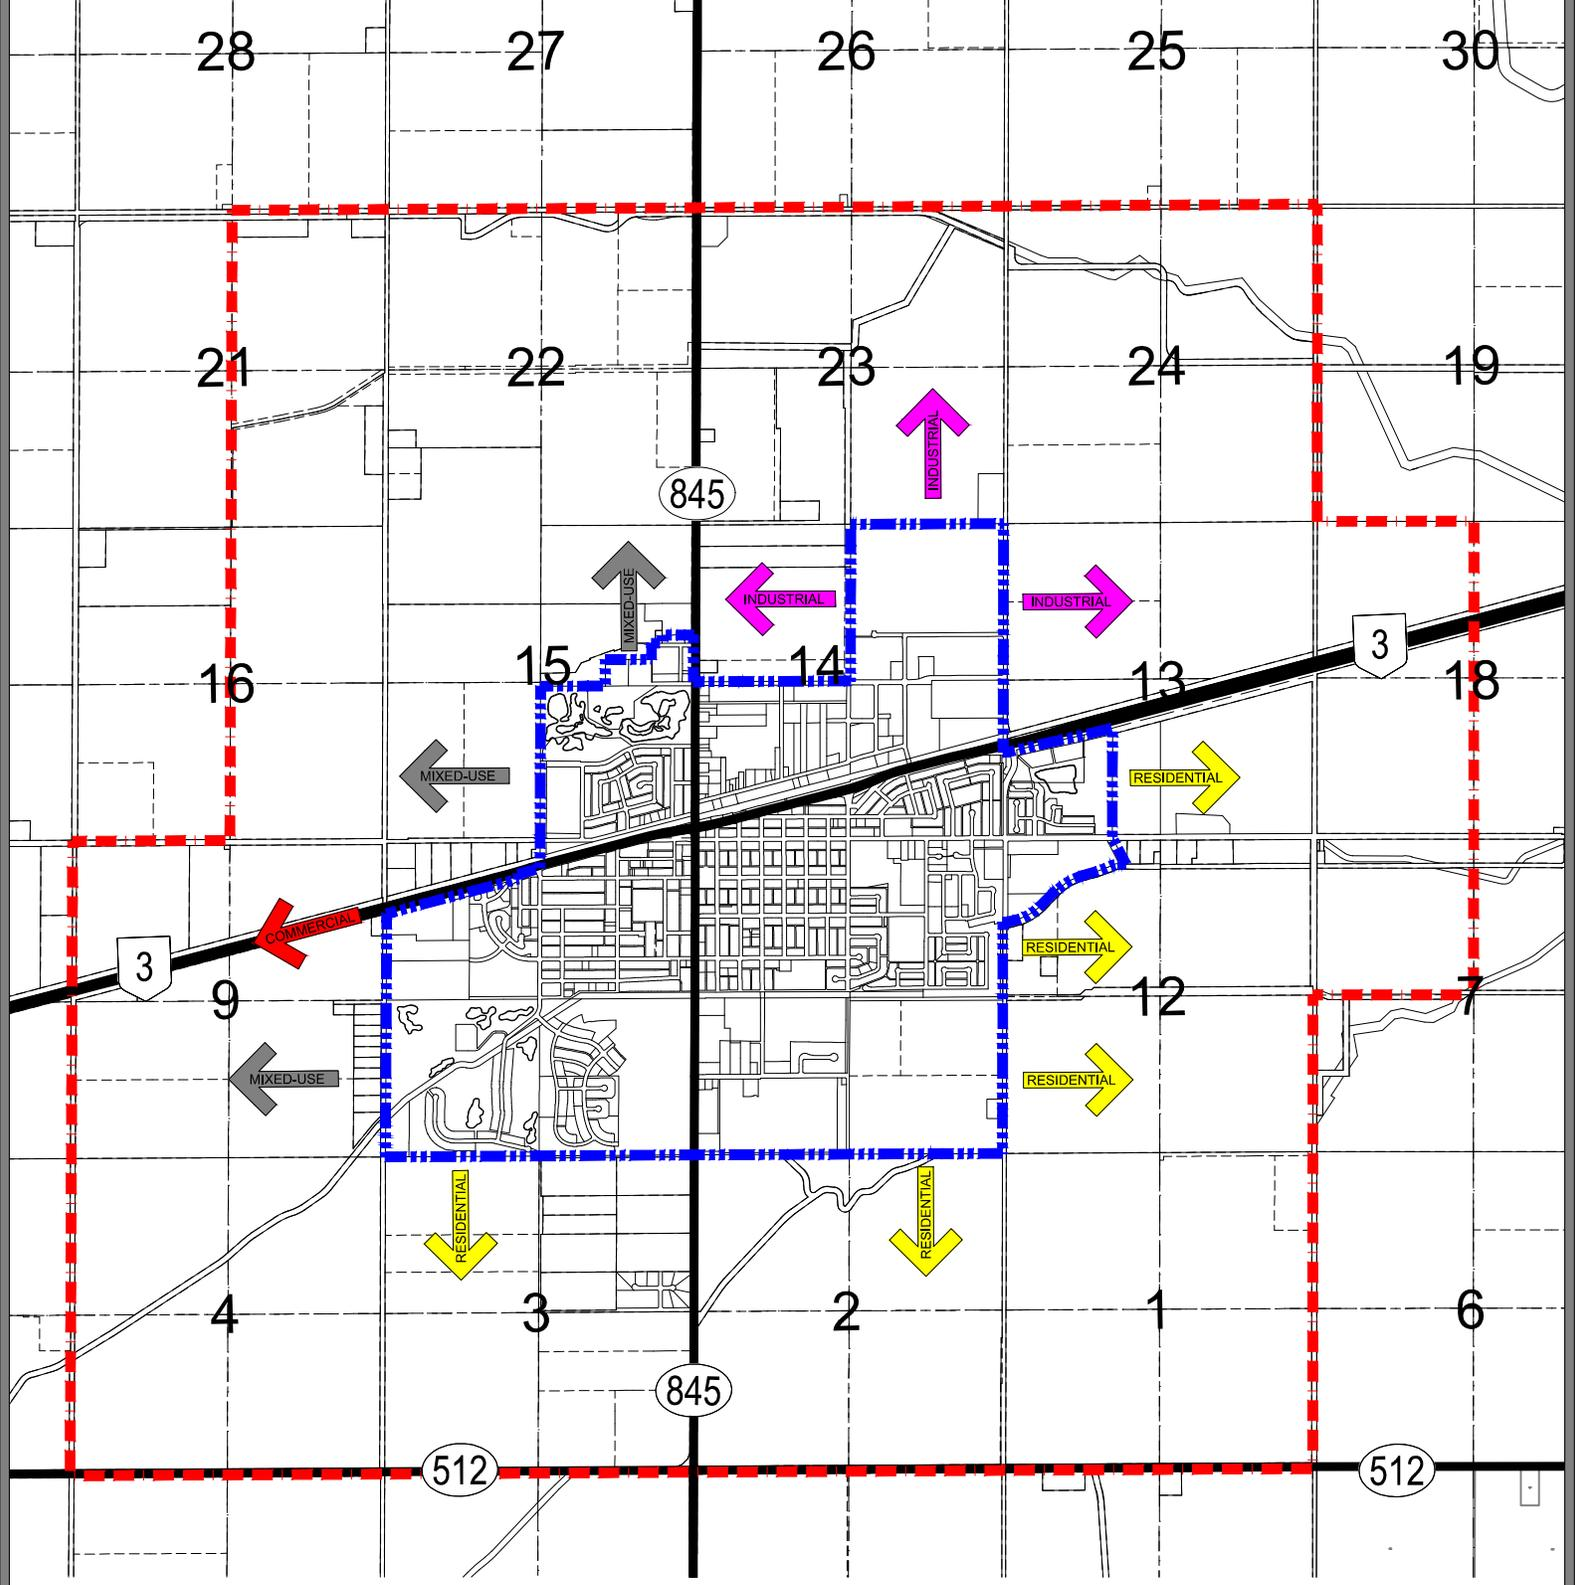 28 27 26 25 30
21 22 23 24 19
INDUSTRIAL
845
MIXED-USE
INDUSTRIAL
INDUSTRIAL
3
16 15 14 13 18
MIXED-USE
RESIDENTIAL
COMMERCIAL
RESIDENTIAL
3
9 12 7
MIXED-USE
RESIDENTIAL
RESIDENTIAL
RESIDENTIAL
4 3 2 1 6
845
512 512